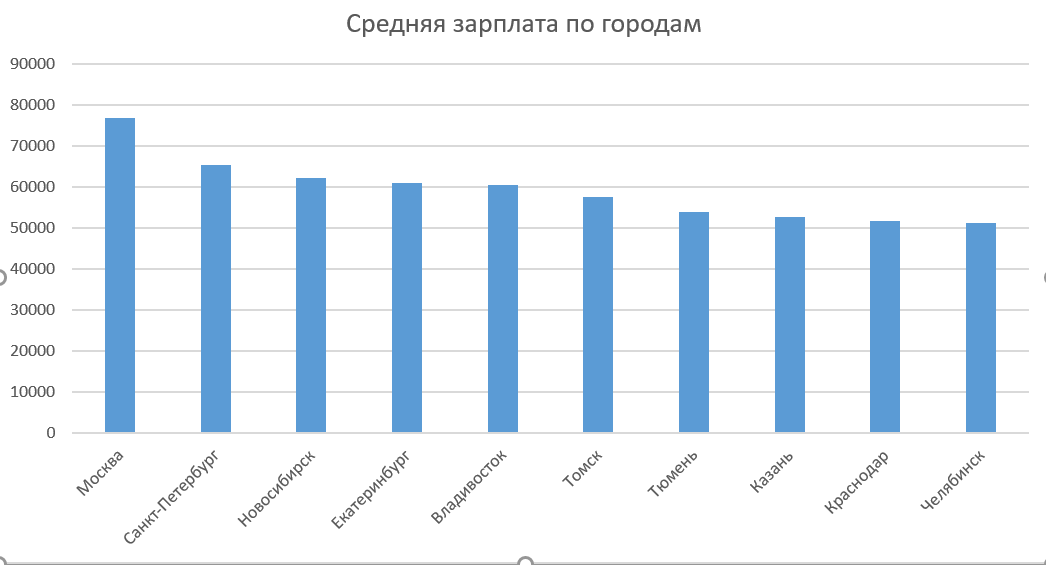 Средняя зарплата по городам
90000
80000
70000
60000
50000
40000
30000
20000
10000
0
Москва
Санкт-Петербург
Новосибирск
Екатеринбург
Владивосток
Томск
Тюмень
Казань
Краснодар
Челябинск